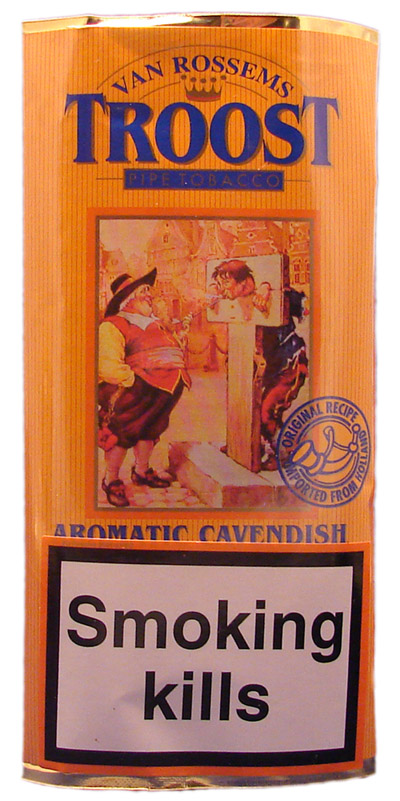 VAN ROSSEMS
TROOST
PIPE TOBACCO
ORIGINAL RECIPE
IMPORTED FROM HOLLAND
AROMATIC CAVENDISH
Smoking
kills